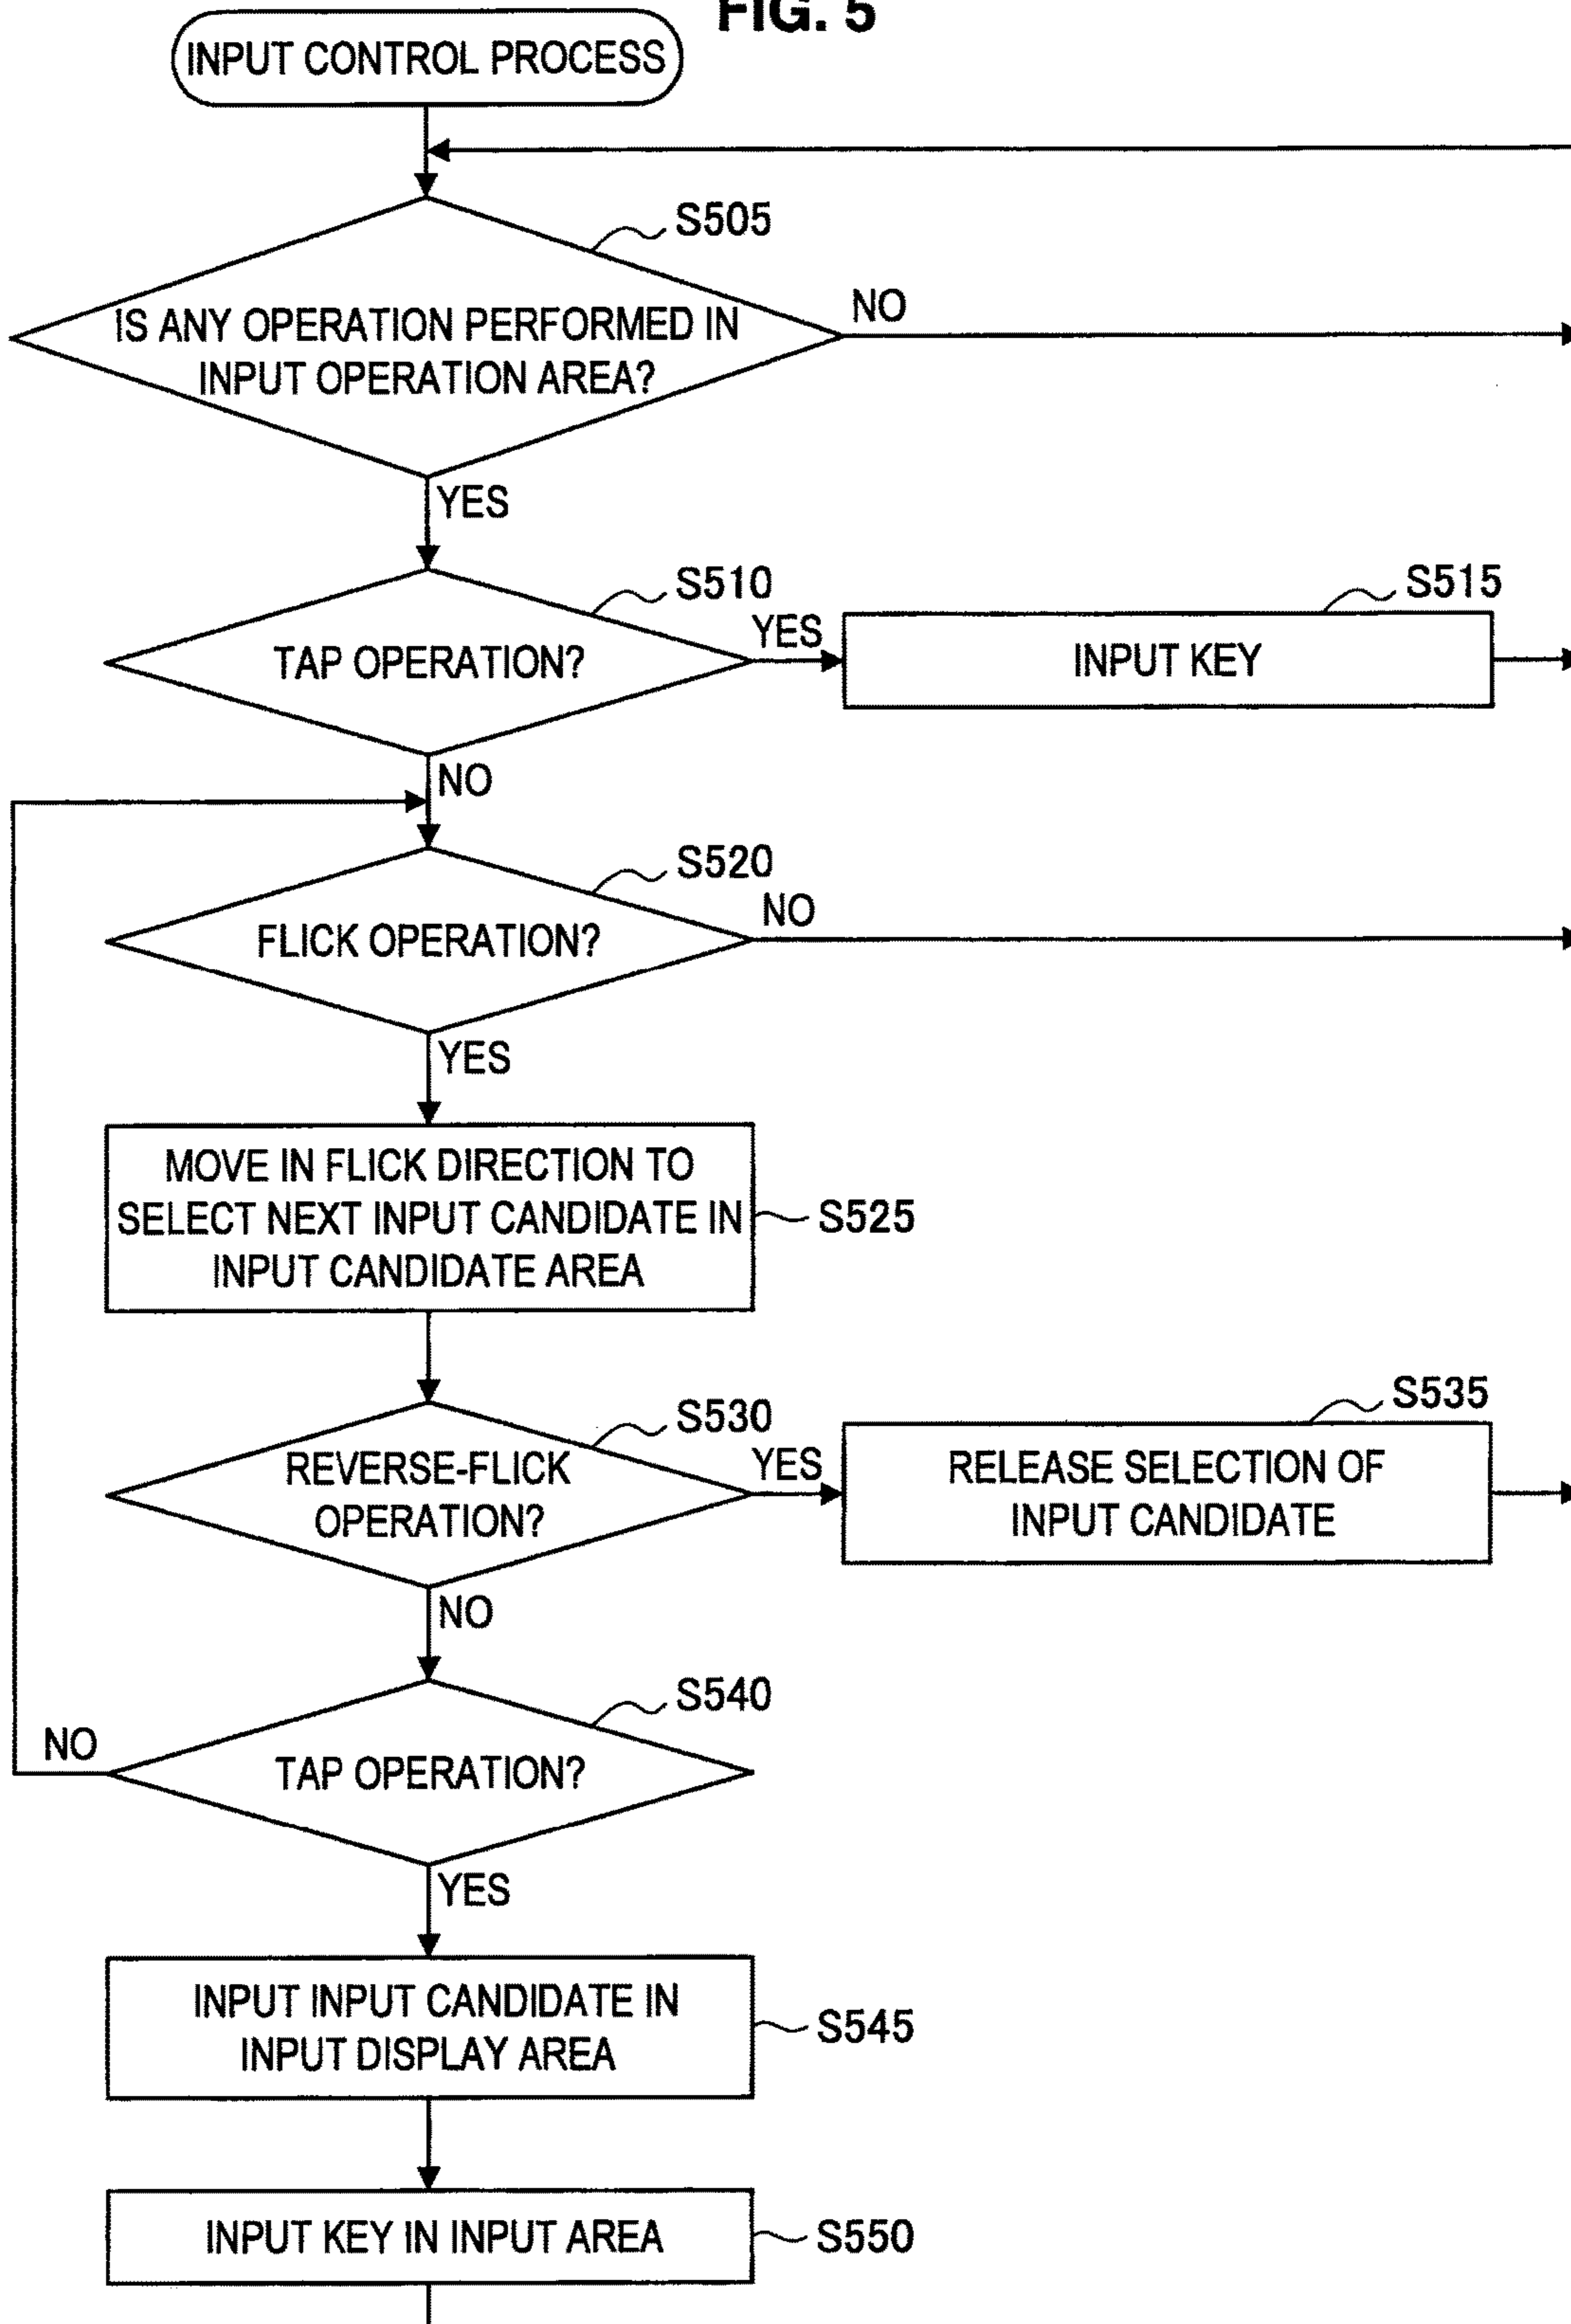 FIG. 5
INPUT CONTROL PROCESS
S505
IS ANY OPERATION PERFORMED IN
INPUT OPERATION AREA?
NO
YES
S510
TAP OPERATION?
YES
S515
INPUT KEY
NO
S520
FLICK OPERATION?
NO
YES
MOVE IN FLICK DIRECTION TO
SELECT NEXT INPUT CANDIDATE IN
INPUT CANDIDATE AREA
S525
S530
REVERSE-FLICK
OPERATION?
YES
S535
RELEASE SELECTION OF
INPUT CANDIDATE
NO
S540
NO
TAP OPERATION?
YES
INPUT INPUT CANDIDATE IN
INPUT DISPLAY AREA
S545
INPUT KEY IN INPUT AREA
S550